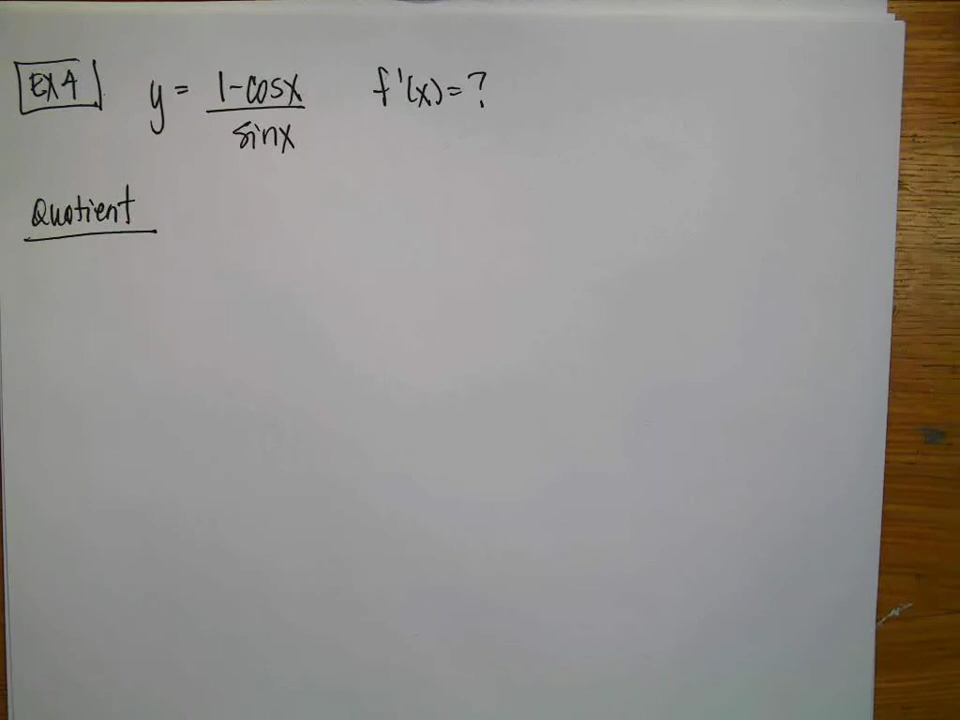 EX 4 y = 1-cosx / sinx f'(x) = ?
Quotient